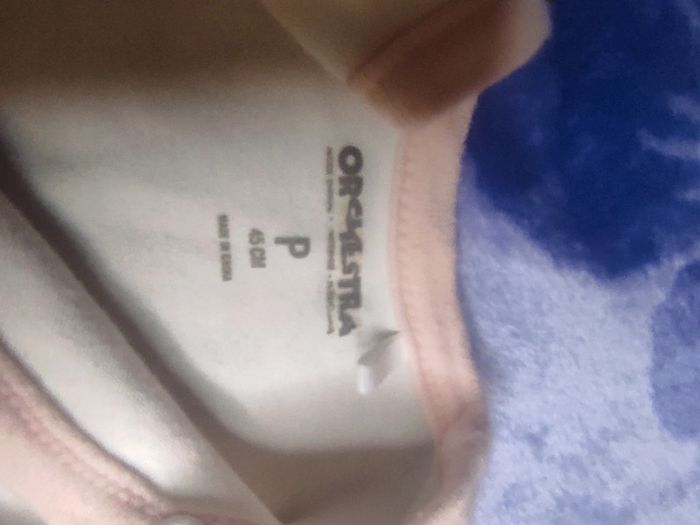 ORCHESTRA
P
45 CM
MADE IN CHINA